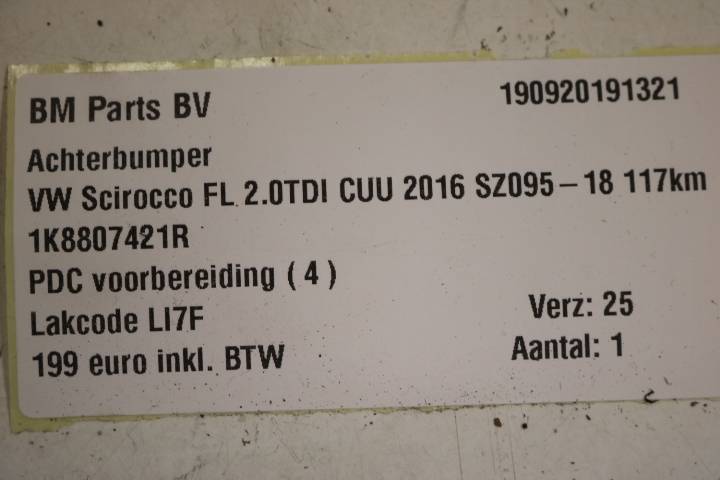 BM Parts BV 190920191321
Achterbumper
VW Scirocco FL 2.0TDI CUU 2016 SZ095-18 117km
1K8807421R
PDC voorbereiding ( 4 )
Lakcode LI7F Verz: 25
199 euro inkl. BTW Aantal: 1